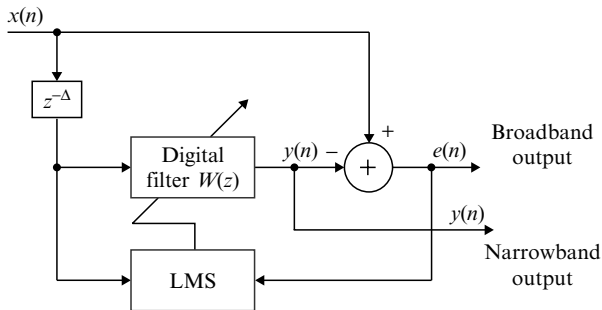 x(n)
z−Δ
+
Digital
filter W(z)
y(n) −
+
e(n)
Broadband
output
y(n)
LMS
Narrowband
output